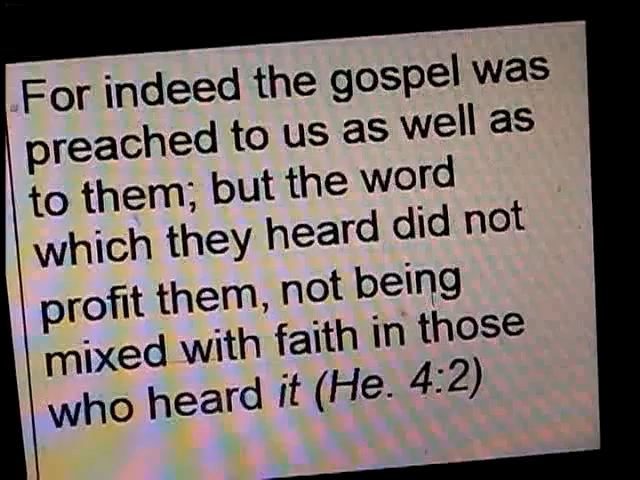 For indeed the gospel was
preached to us as well as
to them; but the word
which they heard did not
profit them, not being
mixed with faith in those
who heard it (He. 4:2)